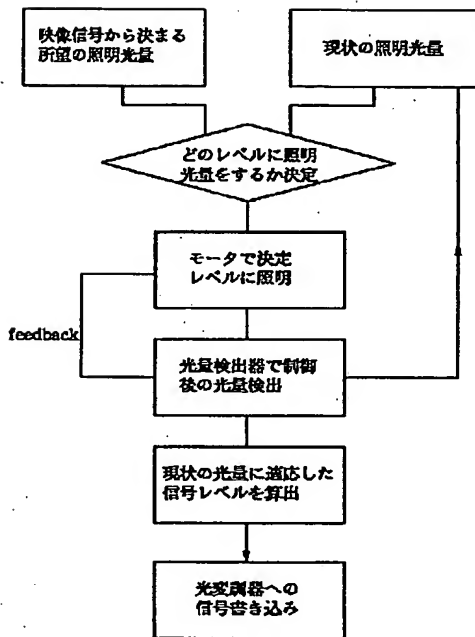 映像信号から決まる
所望の照明光量
現状の照明光量
どのレベルに照明
光量をするか決定
モータで決定
レベルに照明
feedback
光量検出器で制御
後の光量検出
現状の光量に適応した
信号レベルを算出
光変調器への
信号書き込み